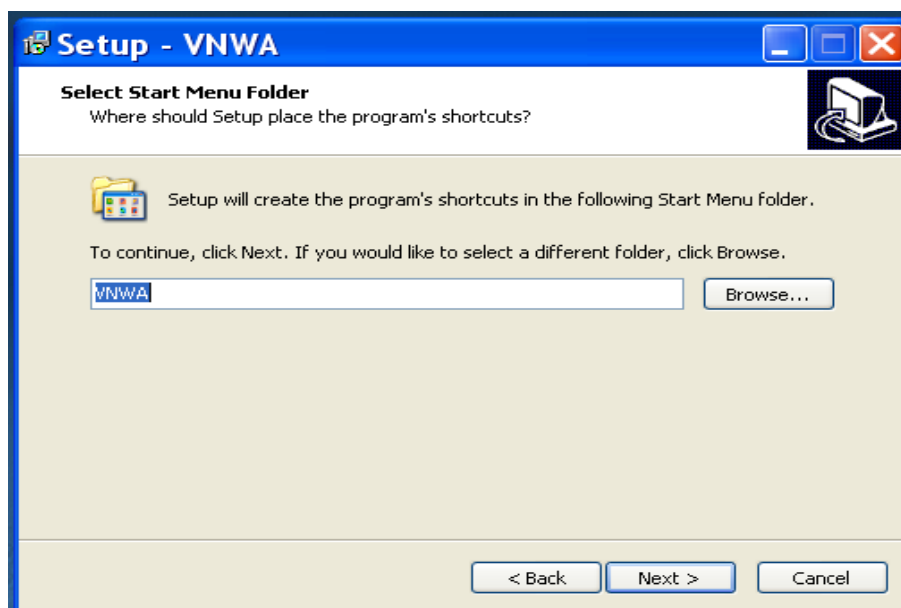 Setup - VNWA
Select Start Menu Folder
Where should Setup place the program's shortcuts?
Setup will create the program's shortcuts in the following Start Menu folder.
To continue, click Next. If you would like to select a different folder, click Browse.
VNWA
Browse...
< Back
Next >
Cancel